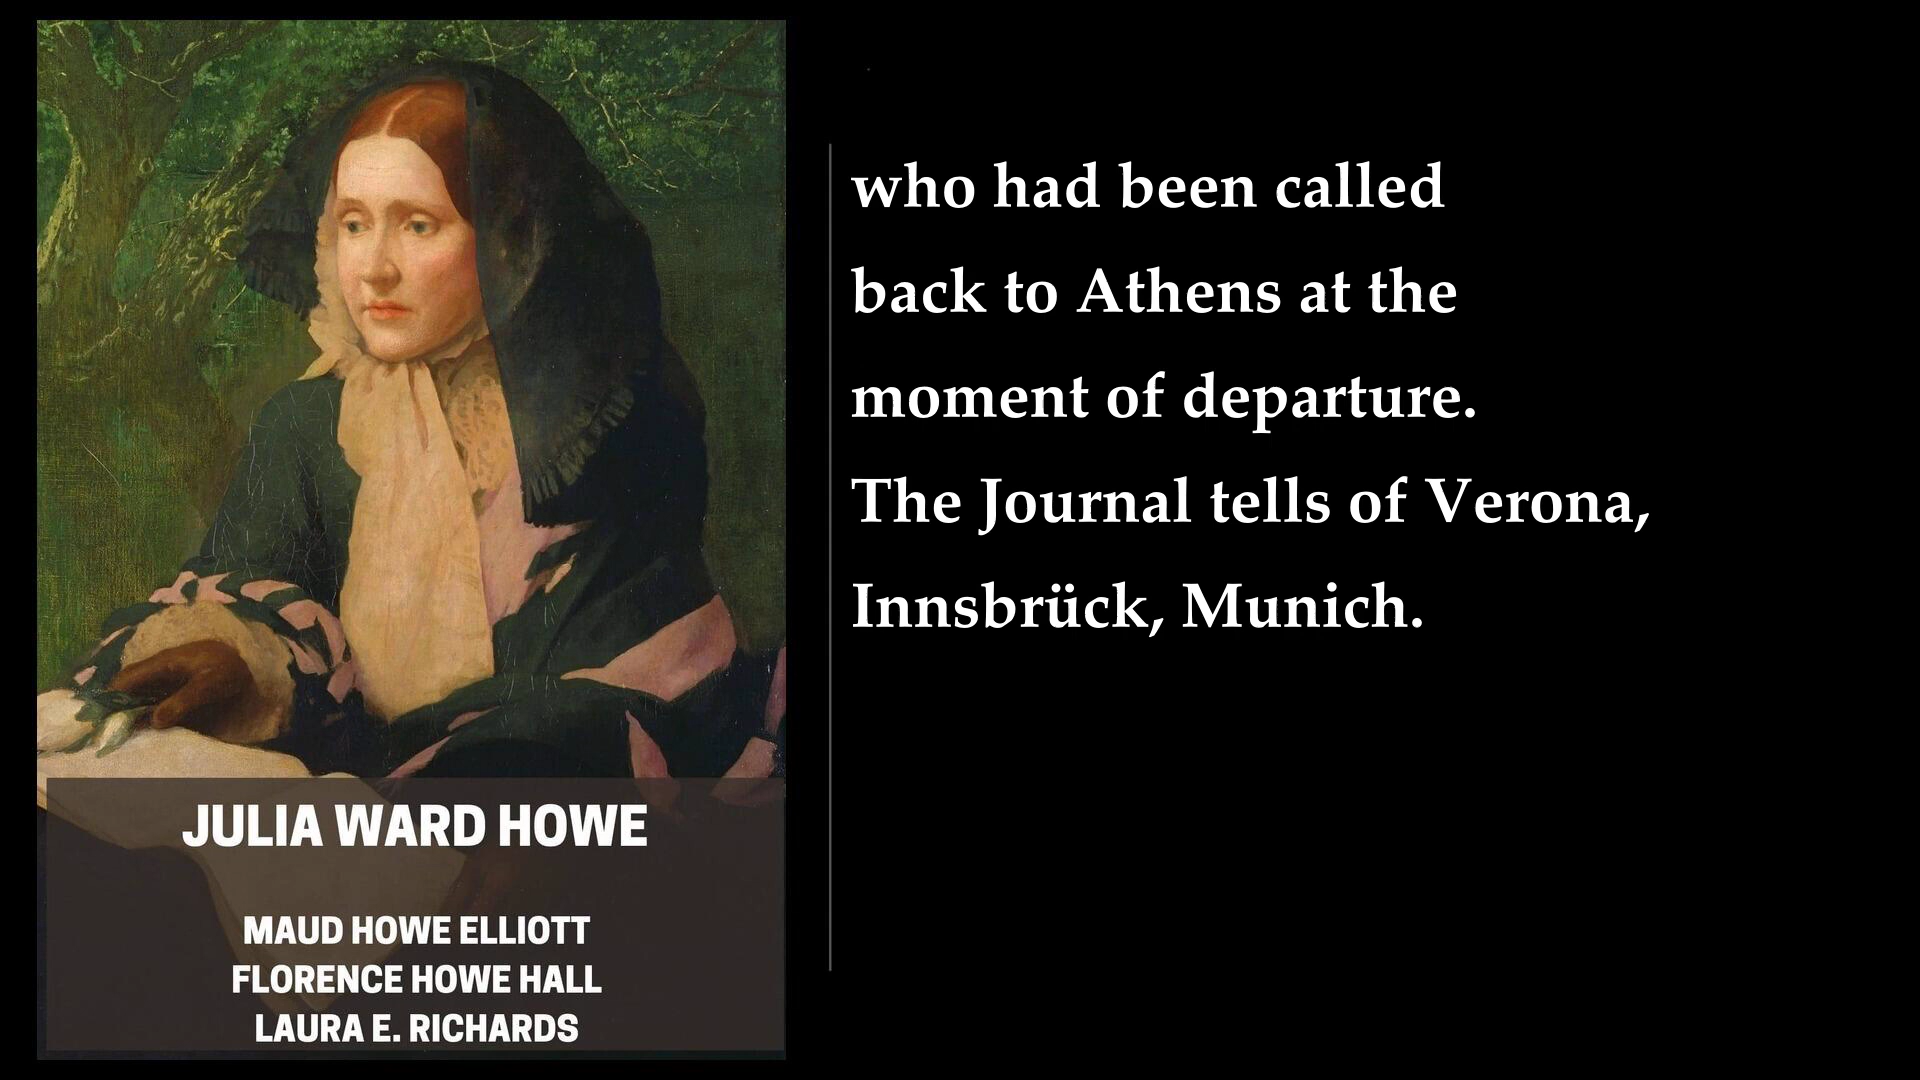 JULIA WARD HOWE
MAUD HOWE ELLIOTT
FLORENCE HOWE HALL
LAURA E. RICHARDS
who had been called
back to Athens at the
moment of departure.
The Journal tells of Verona,
Innsbrück, Munich.